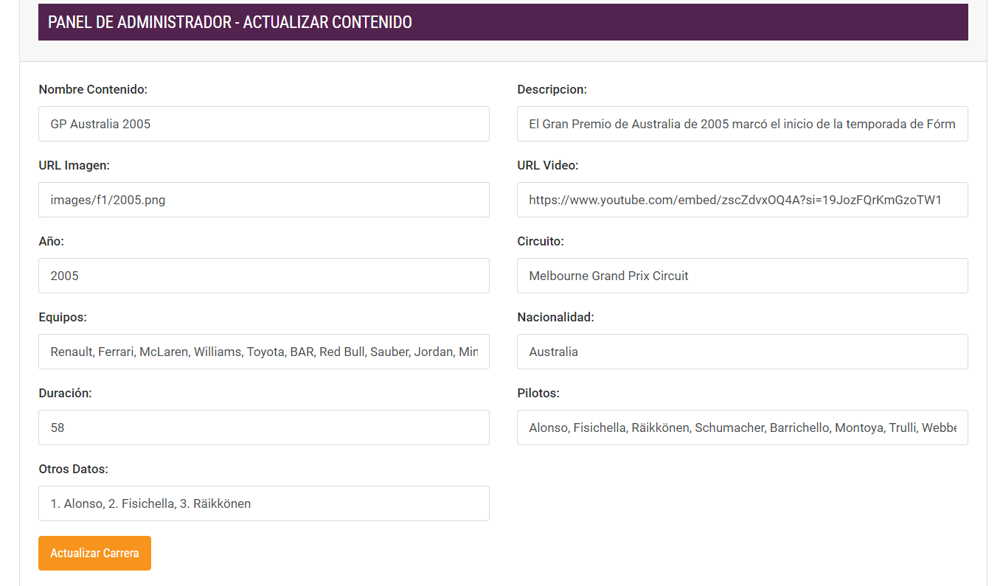 PANEL DE ADMINISTRADOR - ACTUALIZAR CONTENIDO
Nombre Contenido:
GP Australia 2005
Descripcion:
El Gran Premio de Australia de 2005 marcó el inicio de la temporada de Fórm
URL Imagen:
images/f1/2005.png
URL Video:
https://www.youtube.com/embed/zscZdvxOQ4A?si=19JozFQrKmGzoTW1
Año:
2005
Circuito:
Melbourne Grand Prix Circuit
Equipos:
Renault, Ferrari, McLaren, Williams, Toyota, BAR, Red Bull, Sauber, Jordan, Min
Nacionalidad:
Australia
Duración:
58
Pilotos:
Alonso, Fisichella, Räikkönen, Schumacher, Barrichello, Montoya, Trulli, Webbe
Otros Datos:
1. Alonso, 2. Fisichella, 3. Räikkönen
Actualizar Carrera